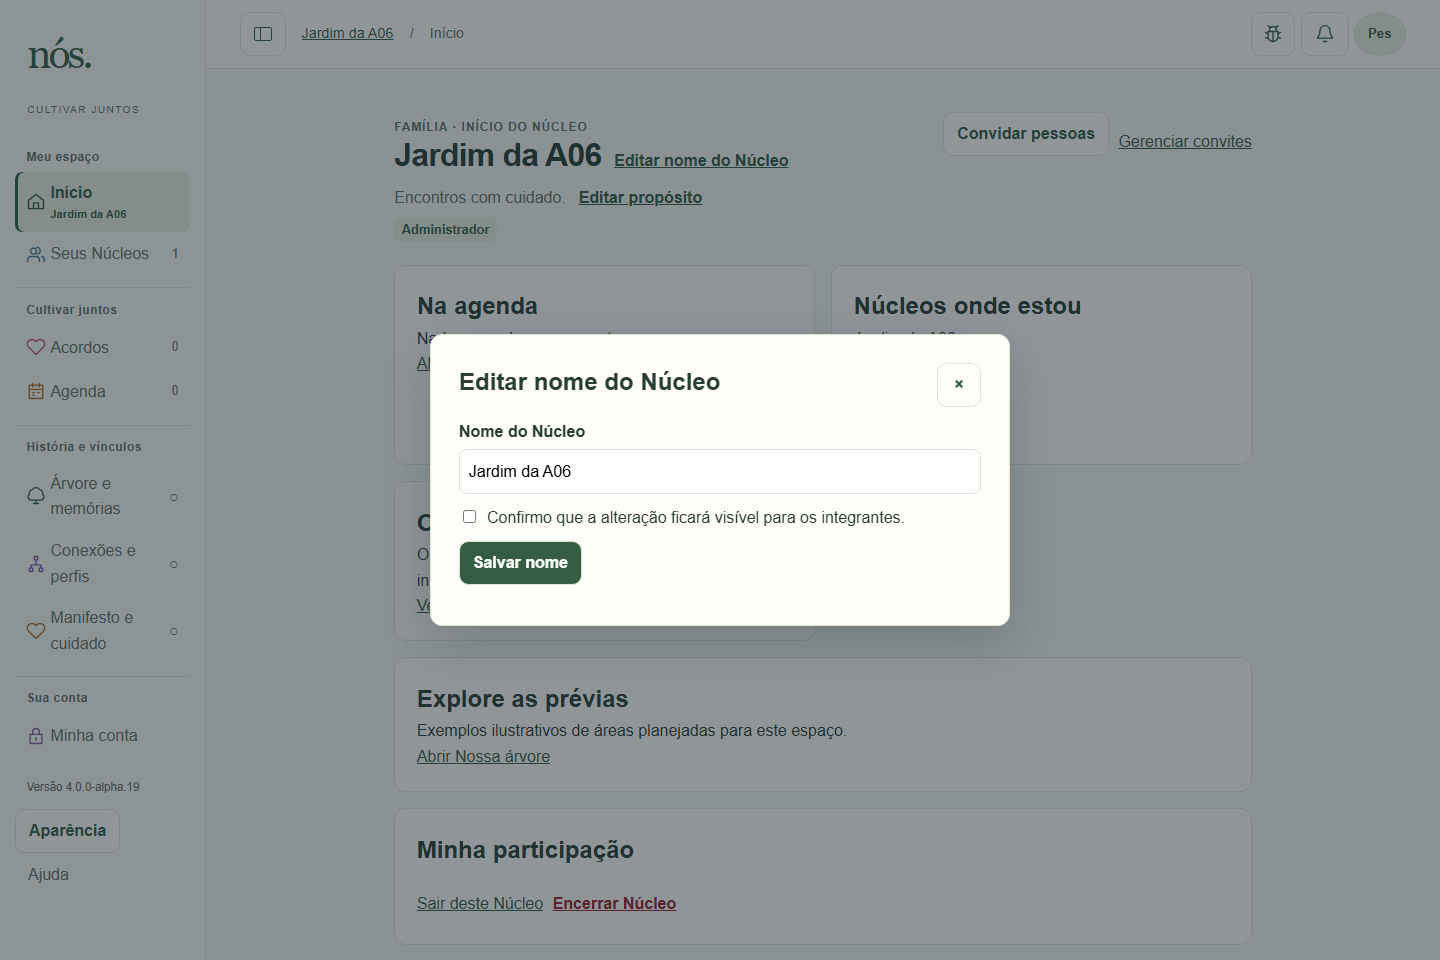 nós.
CULTIVAR JUNTOS
Meu espaço
Início
Jardim da A06
Seus Núcleos 1
Cultivar juntos
Acordos 0
Agenda 0
História e vínculos
Árvore e
memórias
Conexões e
perfis
Manifesto e
cuidado
Sua conta
Minha conta
Versão 4.0.0-alpha.19
Aparência
Ajuda
Jardim da A06 / Início
Pes
FAMÍLIA · INÍCIO DO NÚCLEO
Jardim da A06 Editar nome do Núcleo
Convidar pessoas Gerenciar convites
Encontros com cuidado. Editar propósito
Administrador
Na agenda
Núcleos onde estou
Editar nome do Núcleo ×
Nome do Núcleo
Jardim da A06
Confirmo que a alteração ficará visível para os integrantes.
Salvar nome
Explore as prévias
Exemplos ilustrativos de áreas planejadas para este espaço.
Abrir Nossa árvore
Minha participação
Sair deste Núcleo Encerrar Núcleo